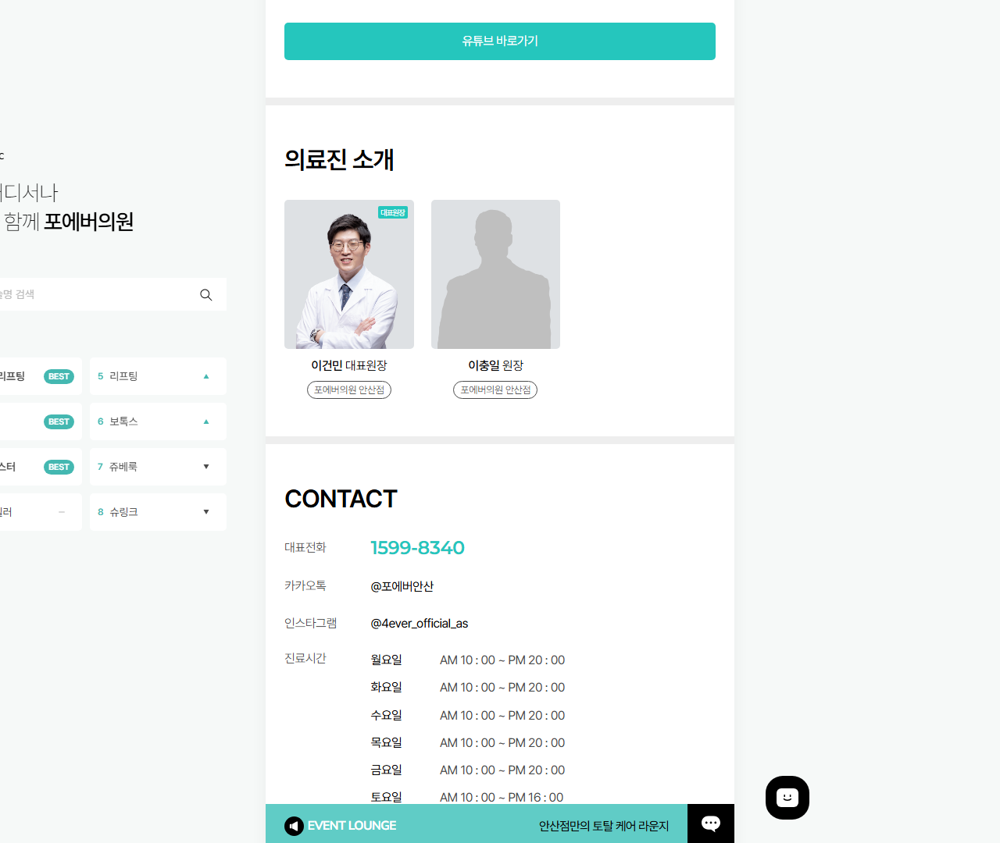 유튜브 바로가기
의료진 소개
대표원장
이건민 대표원장
포에버의원 안산점
이충일 원장
포에버의원 안산점
CONTACT
대표전화 1599-8340
카카오톡 @포에버안산
인스타그램 @4ever_official_as
진료시간 월요일 AM 10 : 00 ~ PM 20 : 00
화요일 AM 10 : 00 ~ PM 20 : 00
수요일 AM 10 : 00 ~ PM 20 : 00
목요일 AM 10 : 00 ~ PM 20 : 00
금요일 AM 10 : 00 ~ PM 20 : 00
토요일 AM 10 : 00 ~ PM 16 : 00
EVENT LOUNGE 안산점만의 토탈 케어 라운지
함께 포에버의원
검색
리프팅 BEST
5 리프팅
BEST
6 보톡스
BEST
7 쥬베룩
8 슈링크